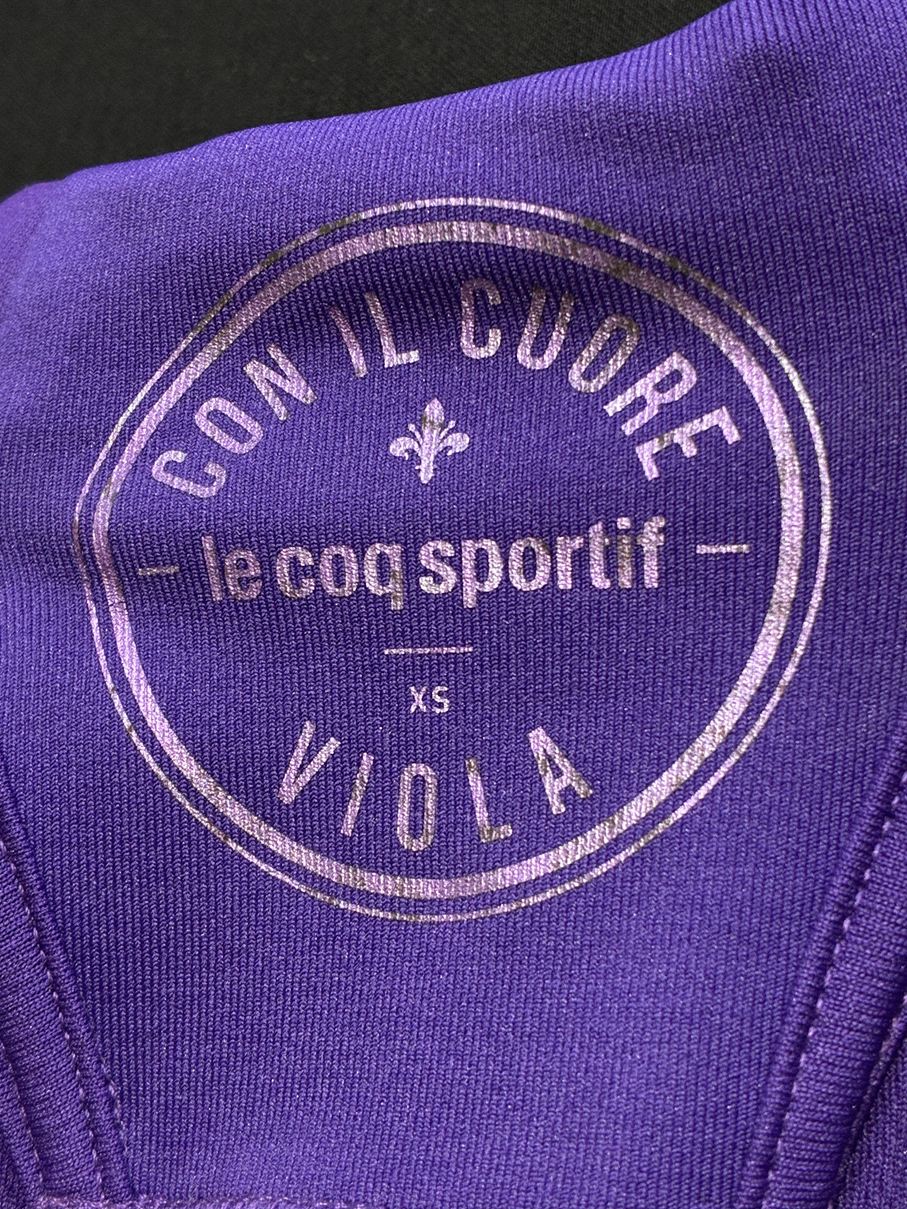 CON IL CUORE
le coq sportif
XS
VIOLA